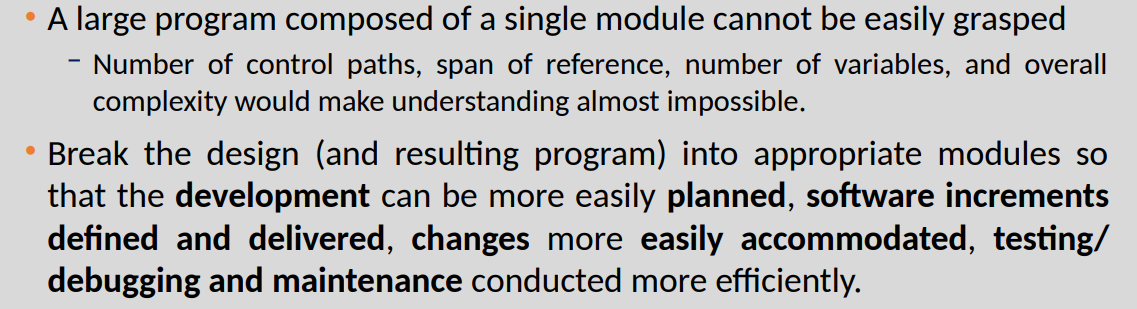 • A large program composed of a single module cannot be easily grasped
– Number of control paths, span of reference, number of variables, and overall
complexity would make understanding almost impossible.
• Break the design (and resulting program) into appropriate modules so
that the development can be more easily planned, software increments
defined and delivered, changes more easily accommodated, testing/
debugging and maintenance conducted more efficiently.